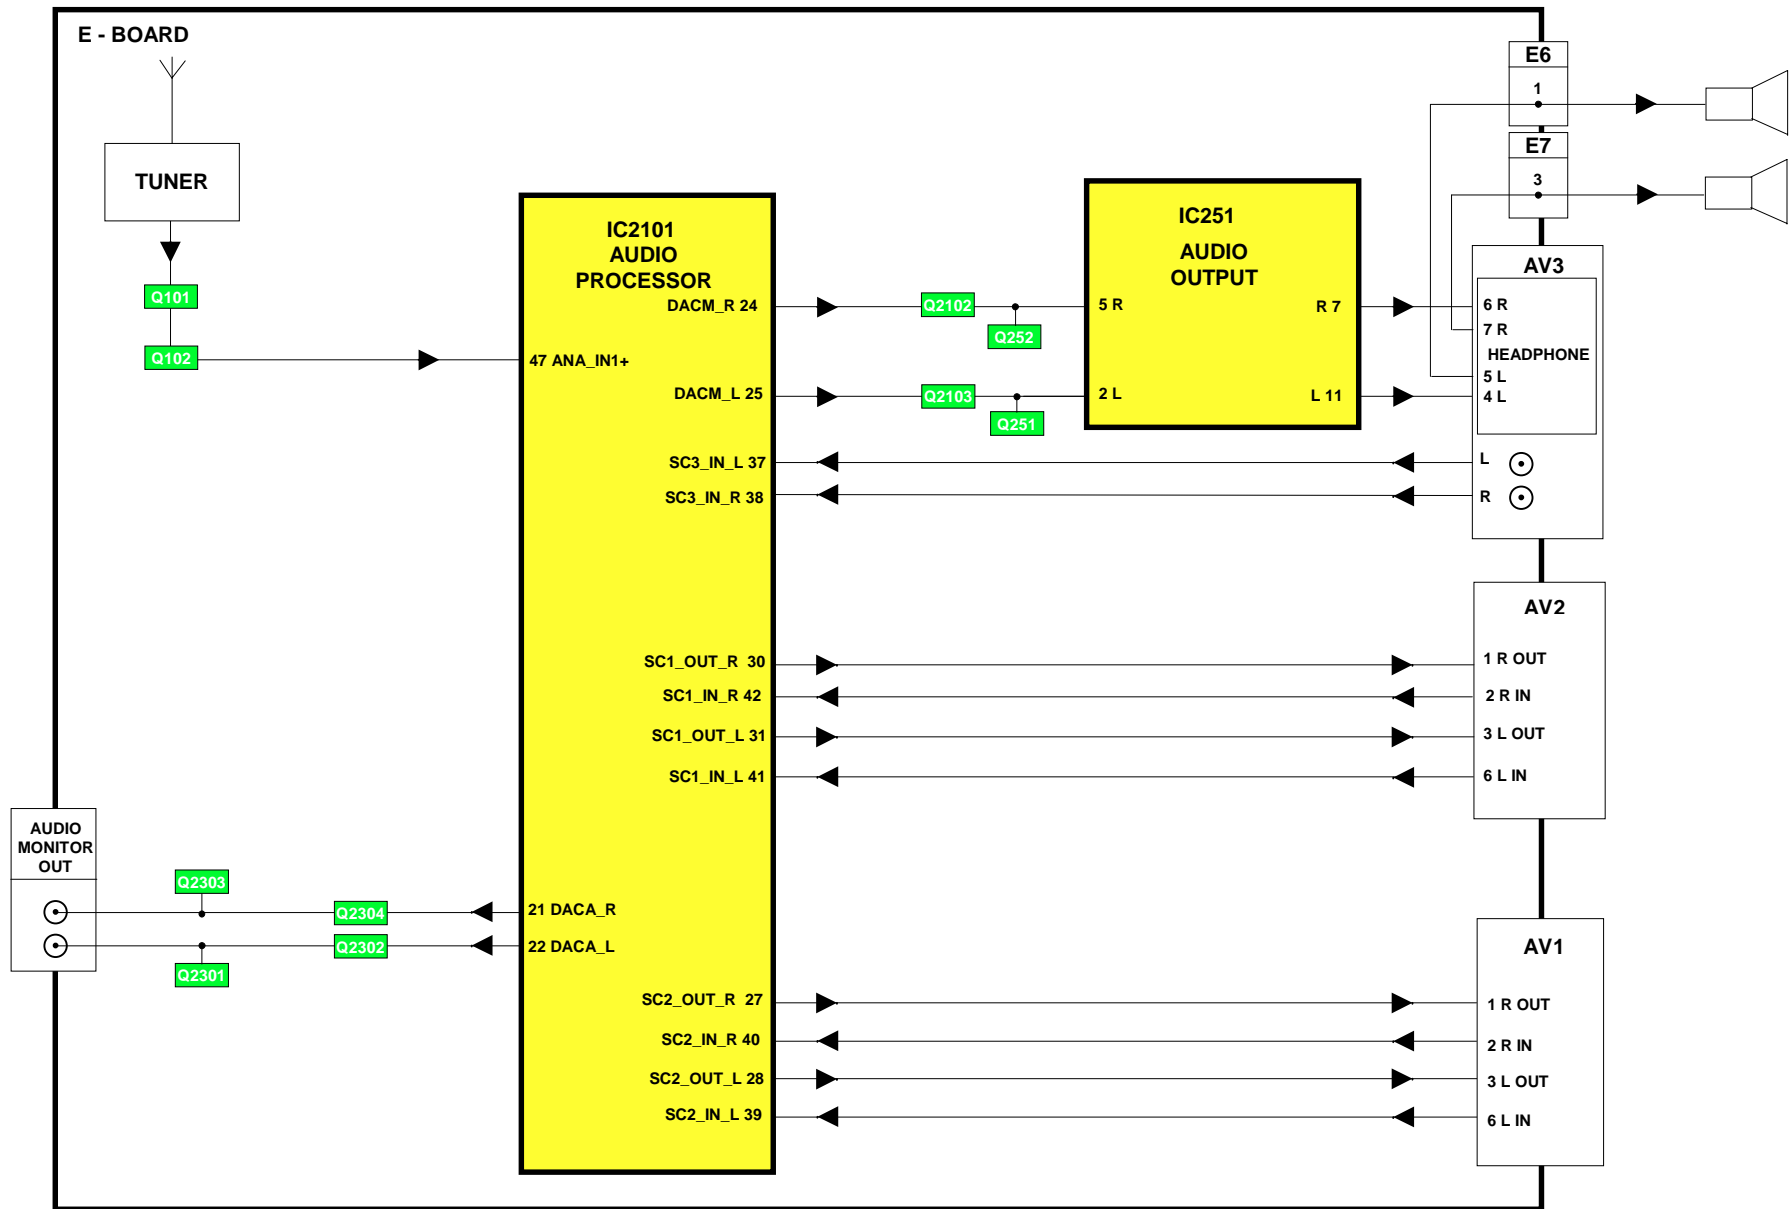 E - BOARD
TUNER
Q101
Q102
IC2101
AUDIO
PROCESSOR
DACM_R 24
47 ANA_IN1+
DACM_L 25
SC3_IN_L 37
SC3_IN_R 38
SC1_OUT_R 30
SC1_IN_R 42
SC1_OUT_L 31
SC1_IN_L 41
21 DACA_R
22 DACA_L
SC2_OUT_R 27
SC2_IN_R 40
SC2_OUT_L 28
SC2_IN_L 39
Q2102
Q252
Q2103
Q251
IC251
AUDIO
OUTPUT
5 R
R 7
2 L
L 11
E6
1
E7
3
AV3
6 R
7 R
HEADPHONE
5 L
4 L
L
R
AV2
1 R OUT
2 R IN
3 L OUT
6 L IN
AV1
1 R OUT
2 R IN
3 L OUT
6 L IN
AUDIO
MONITOR
OUT
Q2303
Q2304
Q2302
Q2301